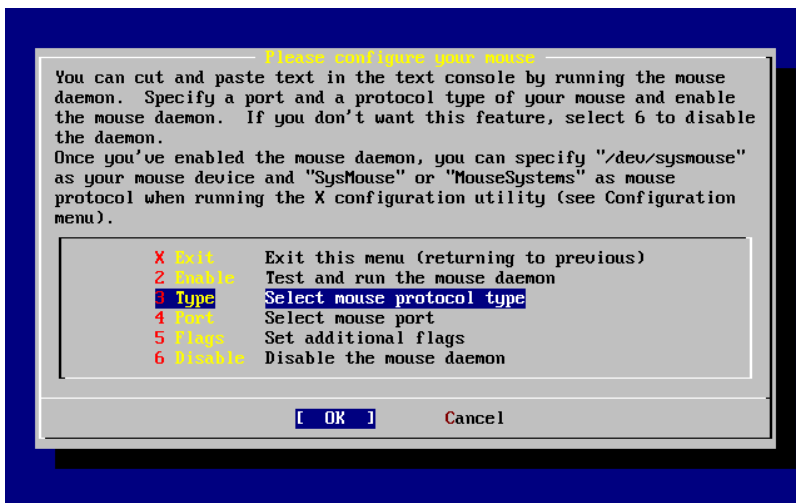 Please configure your mouse
You can cut and paste text in the text console by running the mouse
daemon.  Specify a port and a protocol type of your mouse and enable
the mouse daemon.  If you don't want this feature, select 6 to disable
the daemon.
Once you've enabled the mouse daemon, you can specify "/dev/sysmouse"
as your mouse device and "SysMouse" or "MouseSystems" as mouse
protocol when running the X configuration utility (see Configuration
menu).
X Exit Exit this menu (returning to previous)
2 Enable Test and run the mouse daemon
3 Type Select mouse protocol type
4 Port Select mouse port
5 Flags Set additional flags
6 Disable Disable the mouse daemon
[ OK ] Cancel